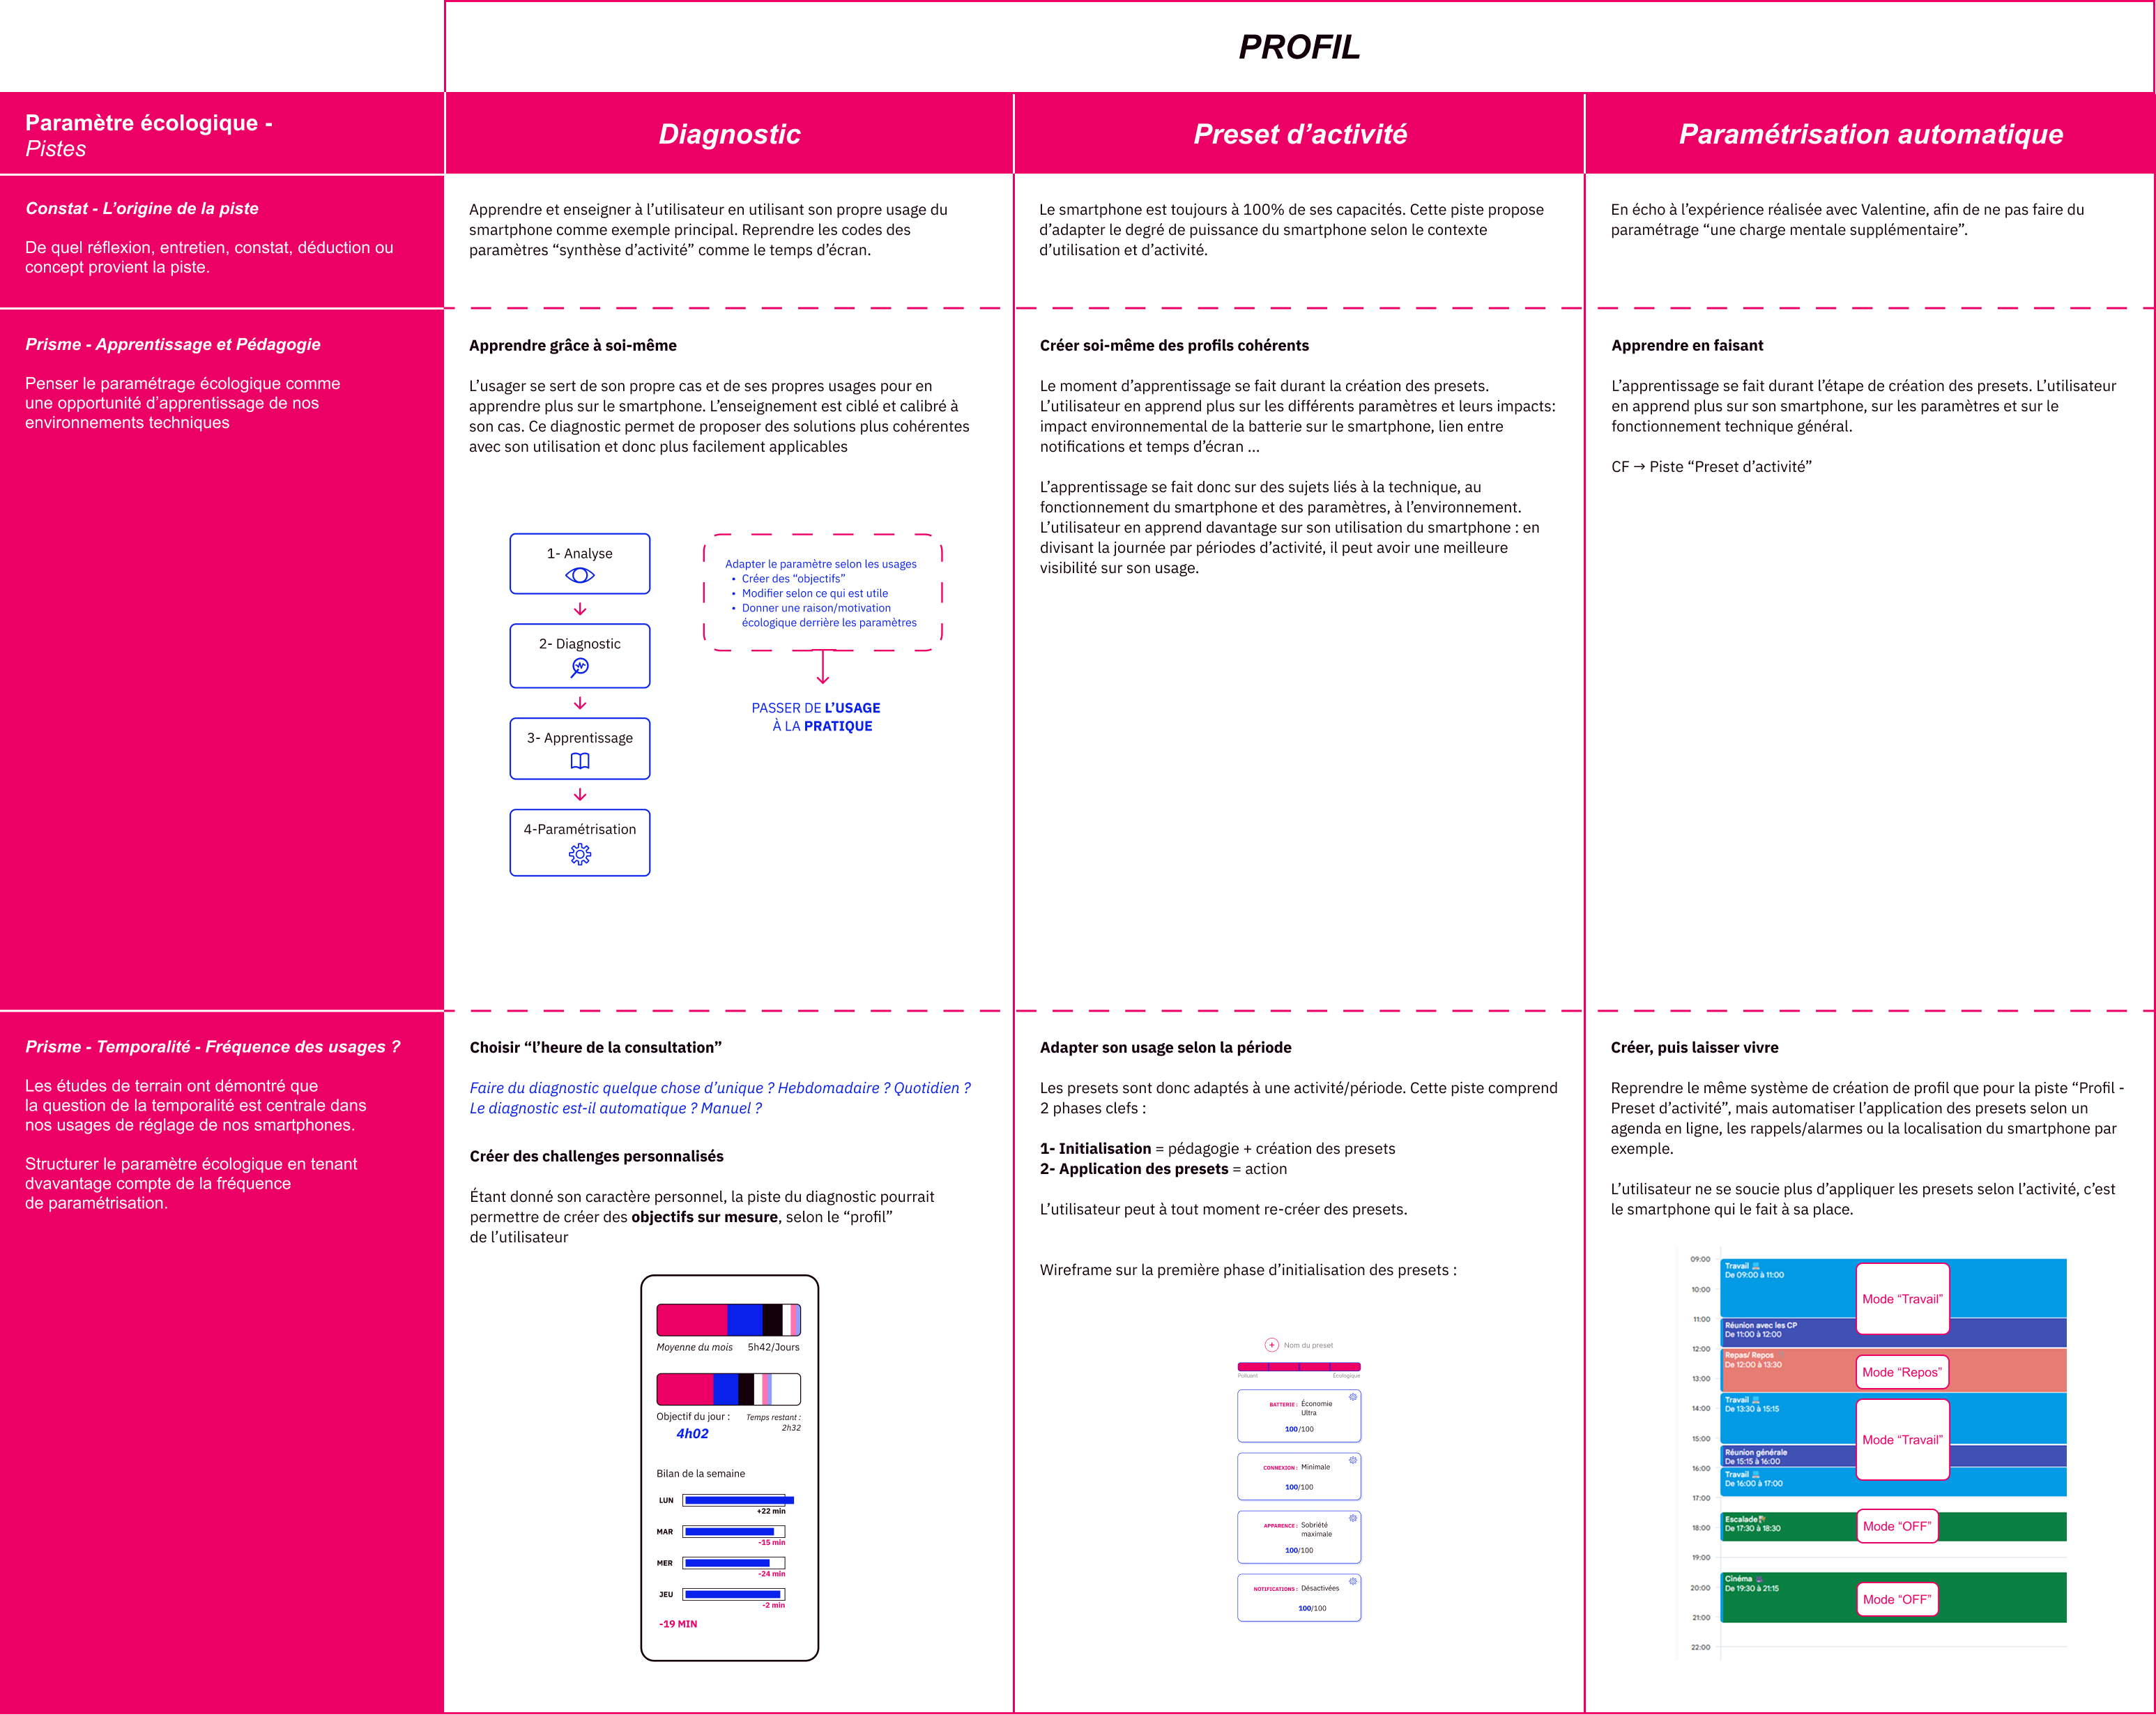 PROFIL
Paramètre écologique -
Pistes
Diagnostic
Preset d’activité
Paramétrisation automatique
Constat - L’origine de la piste
De quel réflexion, entretien, constat, déduction ou
concept provient la piste.
Apprendre et enseigner à l’utilisateur en utilisant son propre usage du
smartphone comme exemple principal. Reprendre les codes des
paramètres “synthèse d’activité” comme le temps d’écran.
Le smartphone est toujours à 100% de ses capacités. Cette piste propose
d’adapter le degré de puissance du smartphone selon le contexte
d’utilisation et d’activité.
En écho à l’expérience réalisée avec Valentine, afin de ne pas faire du
paramétrage “une charge mentale supplémentaire”.
Prisme - Apprentissage et Pédagogie
Penser le paramétrage écologique comme
une opportunité d’apprentissage de nos
environnements techniques
Apprendre grâce à soi-même
L’usager se sert de son propre cas et de ses propres usages pour en
apprendre plus sur le smartphone. L’enseignement est ciblé et calibré à
son cas. Ce diagnostic permet de proposer des solutions plus cohérentes
avec son utilisation et donc plus facilement applicables
1- Analyse
2- Diagnostic
3- Apprentissage
4-Paramétrisation
Adapter le paramètre selon les usages
• Créer des “objectifs”
• Modifier selon ce qui est utile
• Donner une raison/motivation
écologique derrière les paramètres
PASSER DE L’USAGE
À LA PRATIQUE
Créer soi-même des profils cohérents
Le moment d’apprentissage se fait durant la création des presets.
L’utilisateur en apprend plus sur les différents paramètres et leurs impacts:
impact environnemental de la batterie sur le smartphone, lien entre
notifications et temps d’écran ...
L’apprentissage se fait donc sur des sujets liés à la technique, au
fonctionnement du smartphone et des paramètres, à l’environnement.
L’utilisateur en apprend davantage sur son utilisation du smartphone : en
divisant la journée par périodes d’activité, il peut avoir une meilleure
visibilité sur son usage.
Apprendre en faisant
L’apprentissage se fait durant l’étape de création des presets. L’utilisateur
en apprend plus sur son smartphone, sur les paramètres et sur le
fonctionnement technique général.
CF → Piste “Preset d’activité”
Prisme - Temporalité - Fréquence des usages ?
Les études de terrain ont démontré que
la question de la temporalité est centrale dans
nos usages de réglage de nos smartphones.
Structurer le paramètre écologique en tenant
dvavantage compte de la fréquence
de paramétrisation.
Choisir “l’heure de la consultation”
Faire du diagnostic quelque chose d’unique ? Hebdomadaire ? Quotidien ?
Le diagnostic est-il automatique ? Manuel ?
Créer des challenges personnalisés
Étant donné son caractère personnel, la piste du diagnostic pourrait
permettre de créer des objectifs sur mesure, selon le “profil”
de l’utilisateur
Moyenne du mois 5h42/Jours
Objectif du jour : Temps restant :
4h02 2h32
Bilan de la semaine
LUN
+22 min
MAR
-15 min
MER
-24 min
JEU
-2 min
-19 MIN
Adapter son usage selon la période
Les presets sont donc adaptés à une activité/période. Cette piste comprend
2 phases clefs :
1- Initialisation = pédagogie + création des presets
2- Application des presets = action
L’utilisateur peut à tout moment re-créer des presets.
Wireframe sur la première phase d’initialisation des presets :
+ Nom du preset
Polluant Ecologique
BATTERIE : Économie
Ultra
100/100
CONNEXION : Minimale
100/100
APPARENCE : Sobriété
maximale
100/100
NOTIFICATIONS : Désactivées
100/100
Créer, puis laisser vivre
Reprendre le même système de création de profil que pour la piste “Profil -
Preset d’activité”, mais automatiser l’application des presets selon un
agenda en ligne, les rappels/alarmes ou la localisation du smartphone par
exemple.
L’utilisateur ne se soucie plus d’appliquer les presets selon l’activité, c’est
le smartphone qui le fait à sa place.
09:00
Travail
De 09:00 à 11:00
Mode “Travail”
10:00
11:00
Réunion avec les CP
De 11:00 à 12:00
12:00
Repas/ Repos
De 12:00 à 13:30
Mode “Repos”
13:00
Travail
De 13:30 à 15:15
14:00
Mode “Travail”
15:00
Réunion générale
De 15:15 à 16:00
16:00
Travail
De 16:00 à 17:00
17:00
Escalade
De 17:30 à 18:30
18:00
Mode “OFF”
19:00
Cinéma
De 19:30 à 21:15
20:00
Mode “OFF”
21:00
22:00